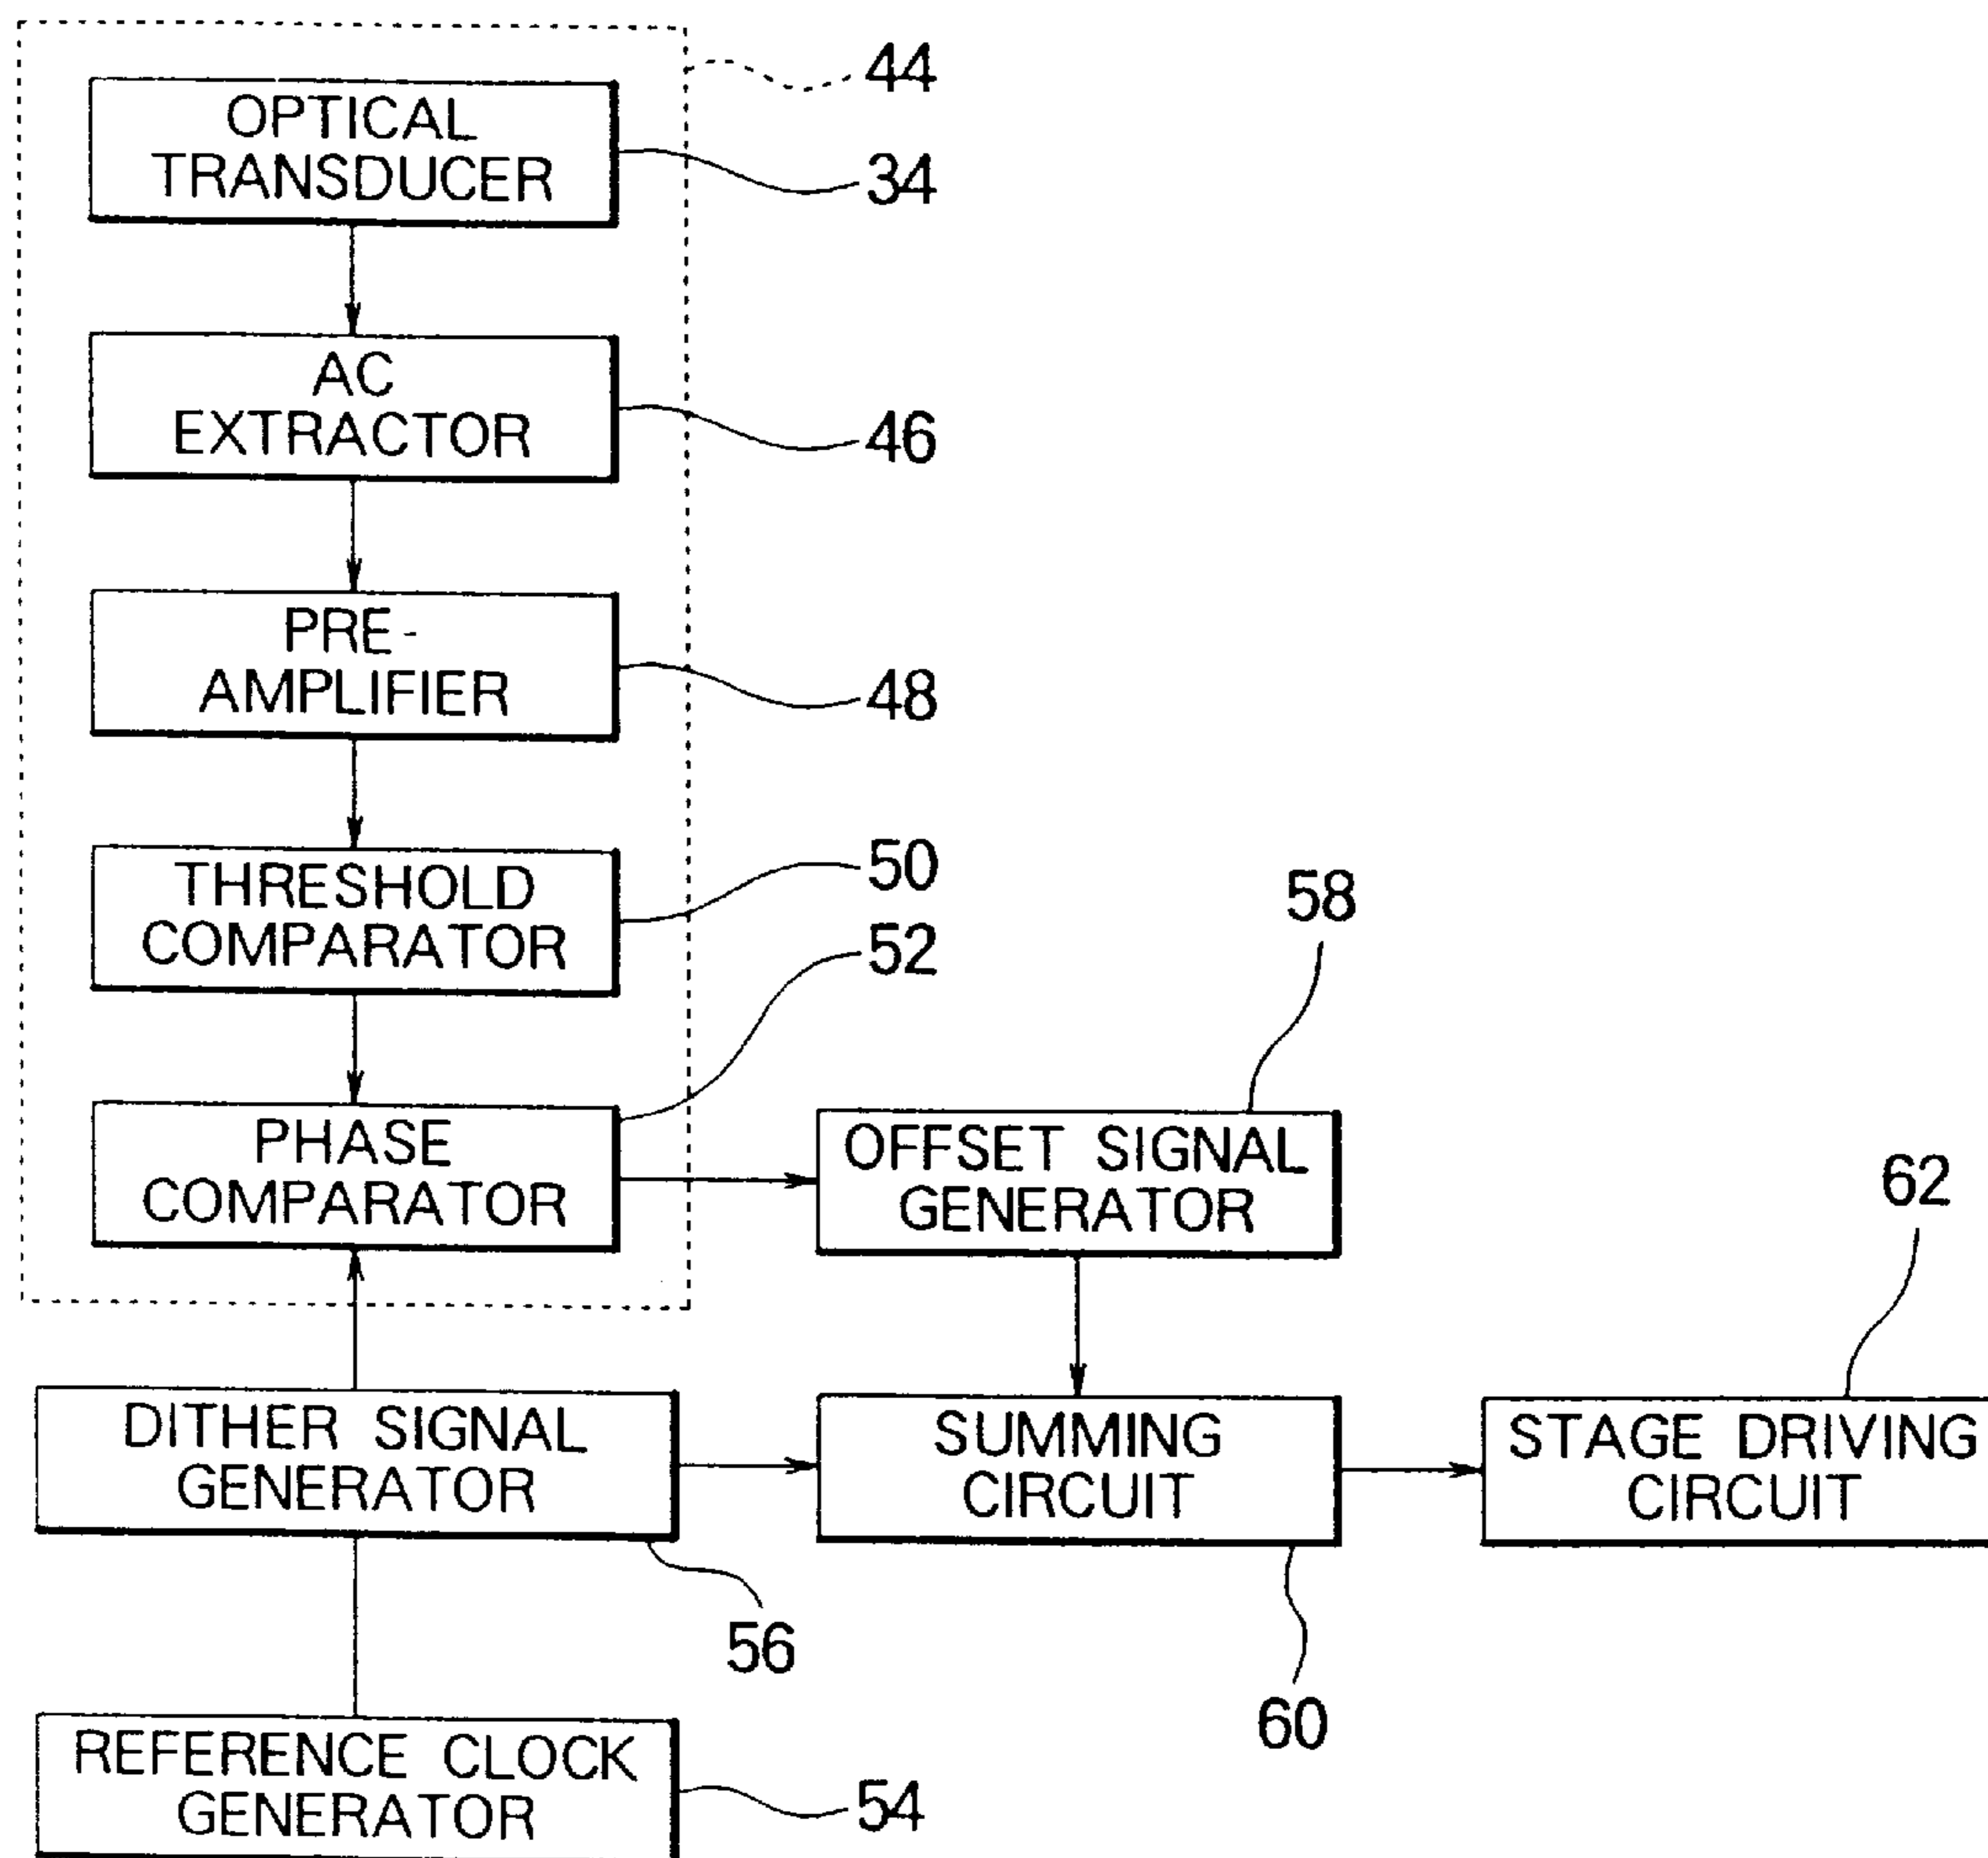 44
OPTICAL
TRANSDUCER
34
AC
EXTRACTOR
46
PRE-
AMPLIFIER
48
THRESHOLD
COMPARATOR
50
52
PHASE
COMPARATOR
58
OFFSET SIGNAL
GENERATOR
62
DITHER SIGNAL
GENERATOR
56
SUMMING
CIRCUIT
60
STAGE DRIVING
CIRCUIT
REFERENCE CLOCK
GENERATOR
54